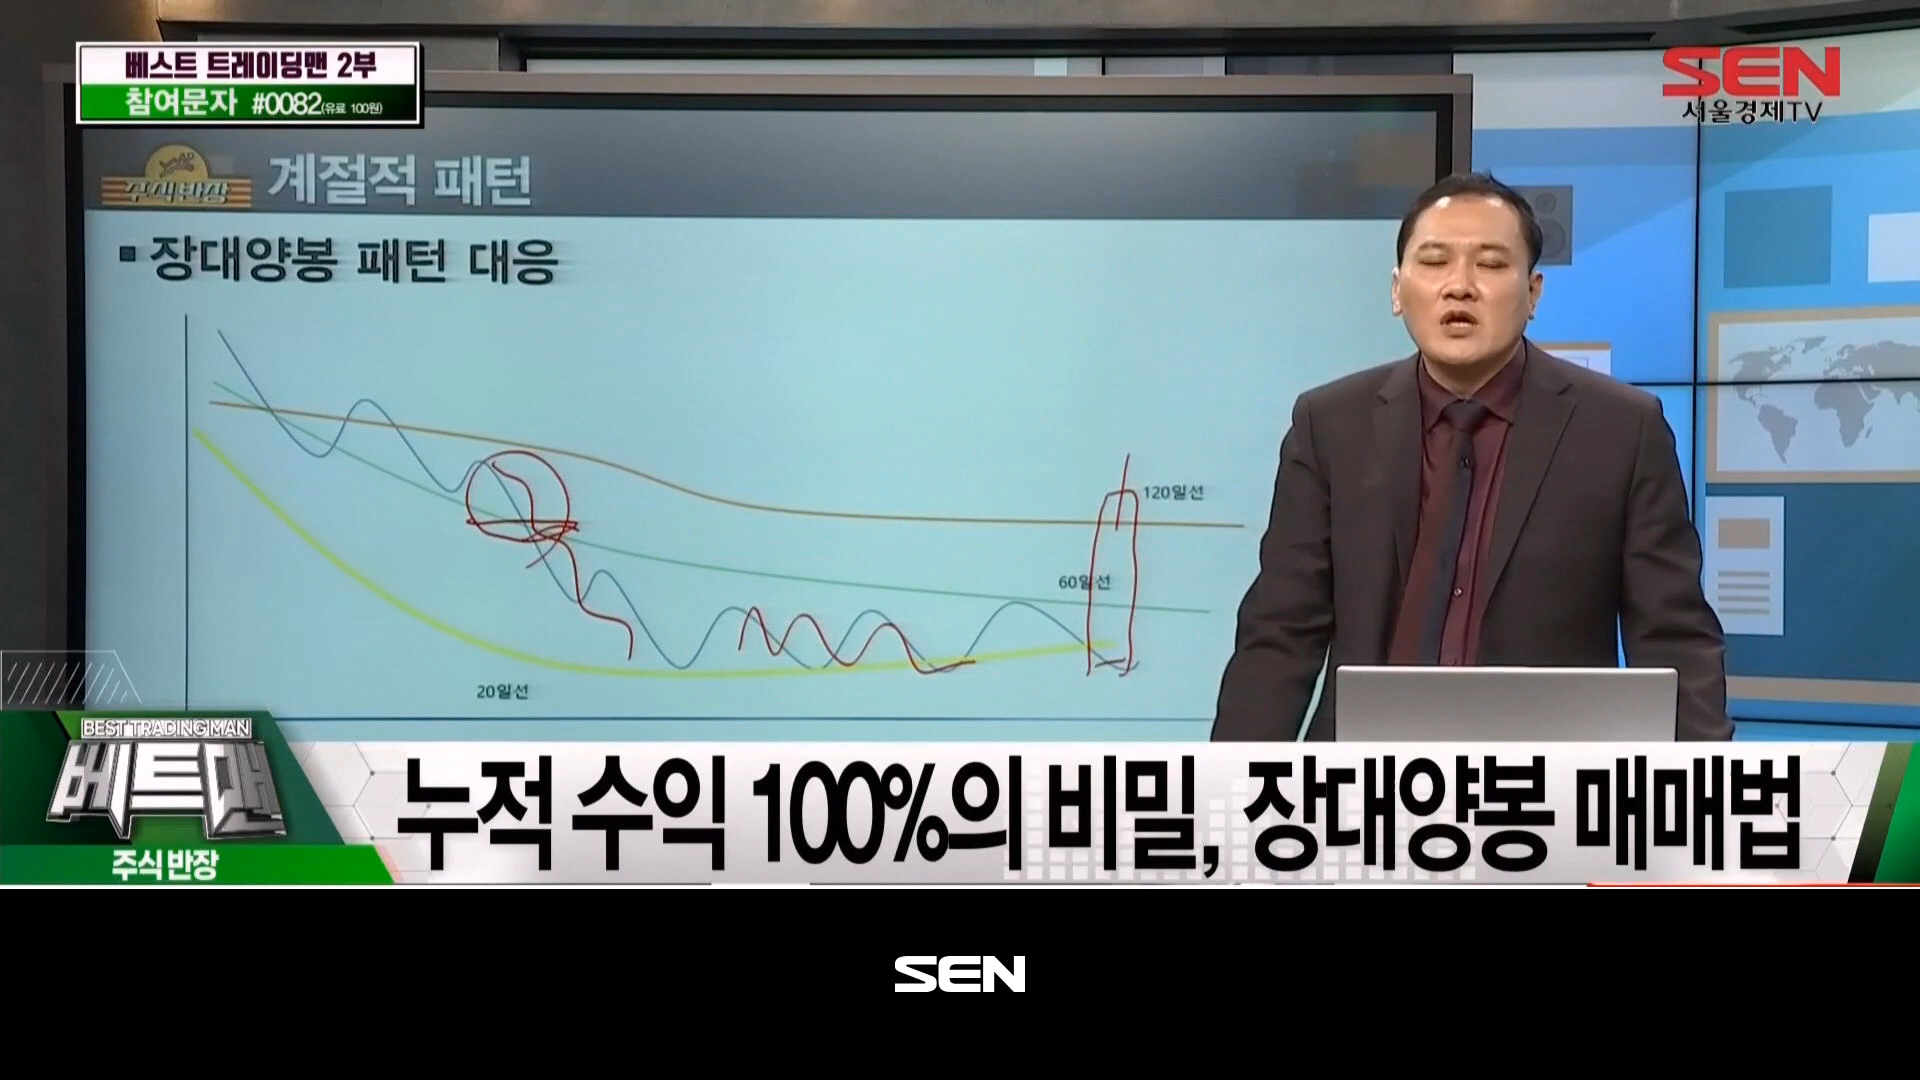 베스트 트레이딩맨 2부
참여문자 #0082(유료 100원)
SEN
서울경제TV
주식반장
계절적 패턴
▪ 장대양봉 패턴 대응
120일선
60일선
20일선
BEST TRADING MAN
베트맨
주식반장
누적 수익 100%의 비밀, 장대양봉 매매법
SEN